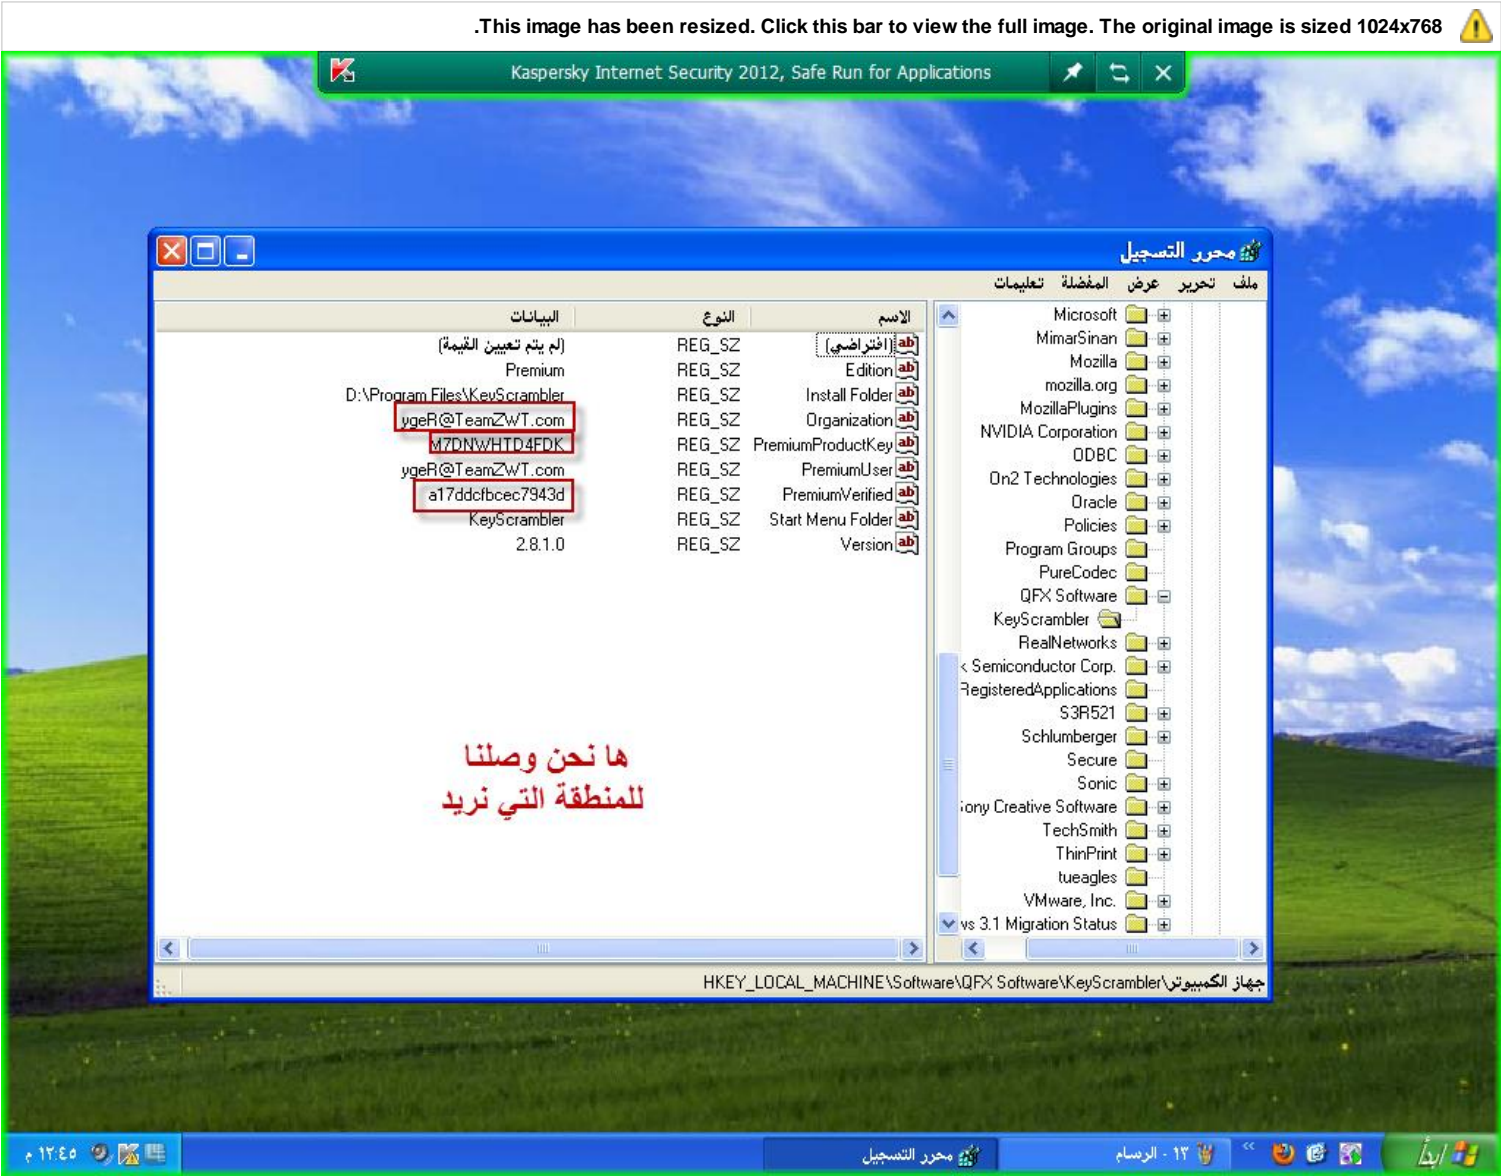 .This image has been resized. Click this bar to view the full image. The original image is sized 1024x768
Kaspersky Internet Security 2012, Safe Run for Applications
محرر التسجيل
ملف تحرير عرض المفضلة تعليمات
الاسم النوع البيانات
(افتراضي) REG_SZ (لم يتم تعيين القيمة)
Edition REG_SZ Premium
Install Folder REG_SZ D:\Program Files\KeyScrambler
Organization REG_SZ ygeR@TeamZWT.com
PremiumProductKey REG_SZ M7DNWHTD4FDK
PremiumUser REG_SZ ygeR@TeamZWT.com
PremiumVerified REG_SZ a17ddcfbcec7943d
Start Menu Folder REG_SZ KeyScrambler
Version REG_SZ 2.8.1.0
Microsoft
MimarSinan
Mozilla
mozilla.org
MozillaPlugins
NVIDIA Corporation
ODBC
On2 Technologies
Oracle
Policies
Program Groups
PureCodec
QFX Software
KeyScrambler
RealNetworks
Semiconductor Corp.
RegisteredApplications
S3R521
Schlumberger
Secure
Sonic
Sony Creative Software
TechSmith
ThinPrint
tueagles
VMware, Inc.
ws 3.1 Migration Status
ها نحن وصلنا
للمنطقة التي نريد
جهاز الكمبيوتر\HKEY_LOCAL_MACHINE\Software\QFX Software\KeyScrambler
ابدأ
١٣ - الرسام
محرر التسجيل
١٢:٤٥ م